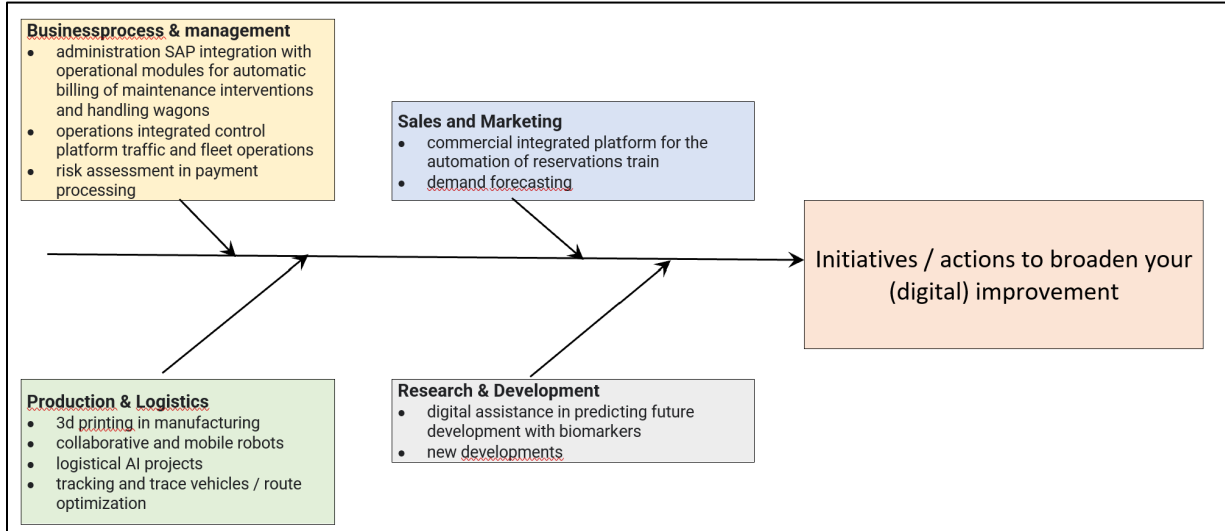 Businessprocess & management
• administration SAP integration with
operational modules for automatic
billing of maintenance interventions
and handling wagons
• operations integrated control
platform traffic and fleet operations
• risk assessment in payment
processing
Sales and Marketing
• commercial integrated platform for the
automation of reservations train
• demand forecasting
Initiatives / actions to broaden your
(digital) improvement
Production & Logistics
• 3d printing in manufacturing
• collaborative and mobile robots
• logistical AI projects
• tracking and trace vehicles / route
optimization
Research & Development
• digital assistance in predicting future
development with biomarkers
• new developments